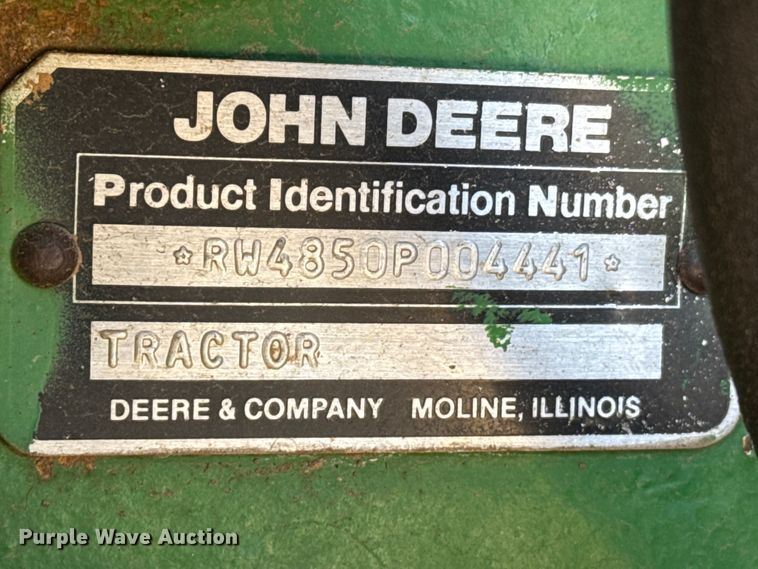 JOHN DEERE
Product Identification Number
*RW4850P004441*
TRACTOR
DEERE & COMPANY MOLINE, ILLINOIS
Purple Wave Auction